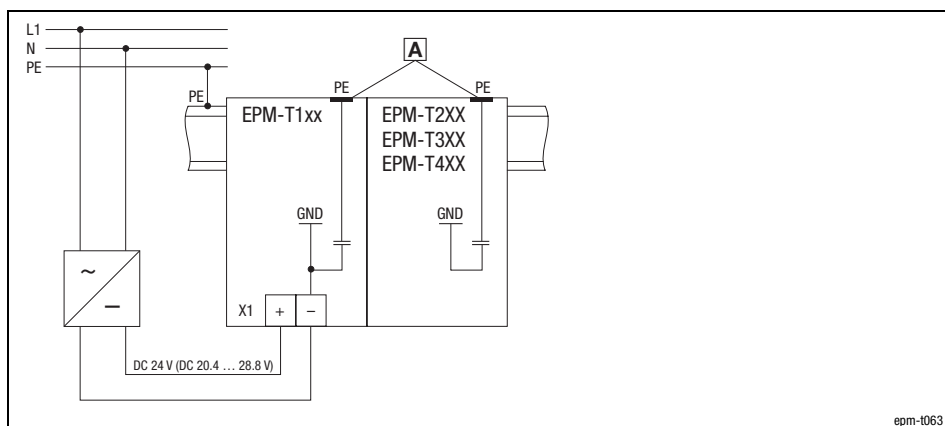 L1
N
PE
A
PE
PE
PE
EPM-T1xx
EPM-T2XX
EPM-T3XX
EPM-T4XX
GND
GND
~
–
X1
+
–
DC 24 V (DC 20.4 … 28.8 V)
epm-t063